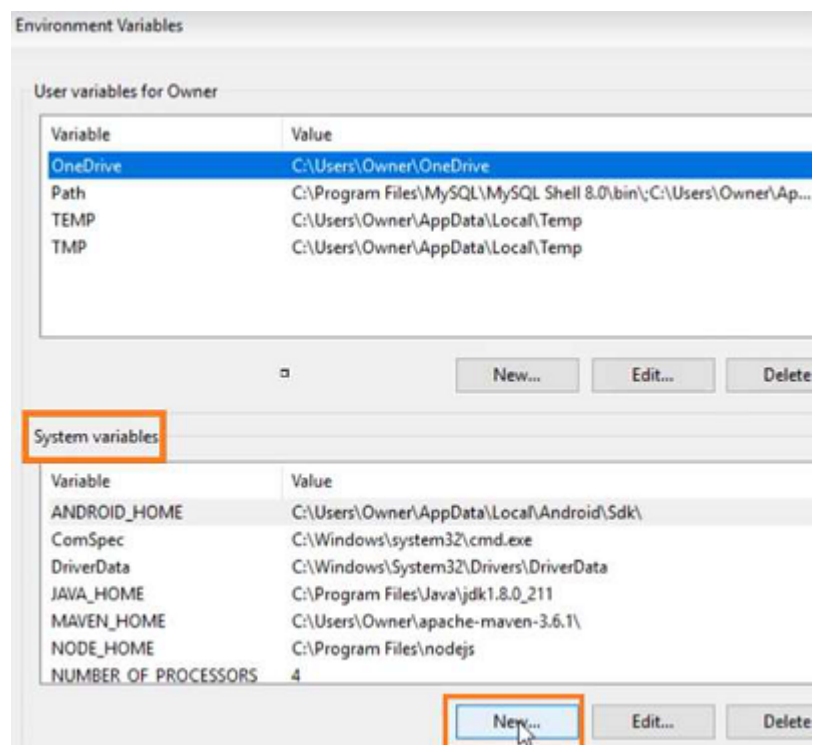 Environment Variables
User variables for Owner
Variable Value
OneDrive C:\Users\Owner\OneDrive
Path C:\Program Files\MySQL\MySQL Shell 8.0\bin\;C:\Users\Owner\Ap...
TEMP C:\Users\Owner\AppData\Local\Temp
TMP C:\Users\Owner\AppData\Local\Temp
New... Edit... Delete
System variables
Variable Value
ANDROID_HOME C:\Users\Owner\AppData\Local\Android\Sdk\
ComSpec C:\Windows\system32\cmd.exe
DriverData C:\Windows\System32\Drivers\DriverData
JAVA_HOME C:\Program Files\Java\jdk1.8.0_211
MAVEN_HOME C:\Users\Owner\apache-maven-3.6.1\
NODE_HOME C:\Program Files\nodejs
NUMBER_OF_PROCESSORS 4
New... Edit... Delete